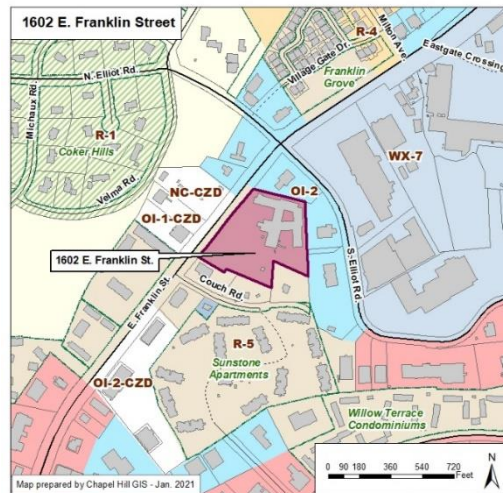 1602 E. Franklin Street
R-4
Milton Ave
Village Gate Dr.
Eastgate Crossing
Franklin
Grove
N. Elliot Rd
Michaux Rd
R-1
Coker Hills
WX-7
Velma Rd
NC-CZD
OI-2
OI-1-CZD
1602 E. Franklin St.
S. Elliot Rd
Couch Rd
E. Franklin St.
R-5
Sunstone
Apartments
OI-2-CZD
Willow Terrace
Condominiums
0 90 180 360 540 720
Feet
N
Map prepared by Chapel Hill GIS - Jan. 2021